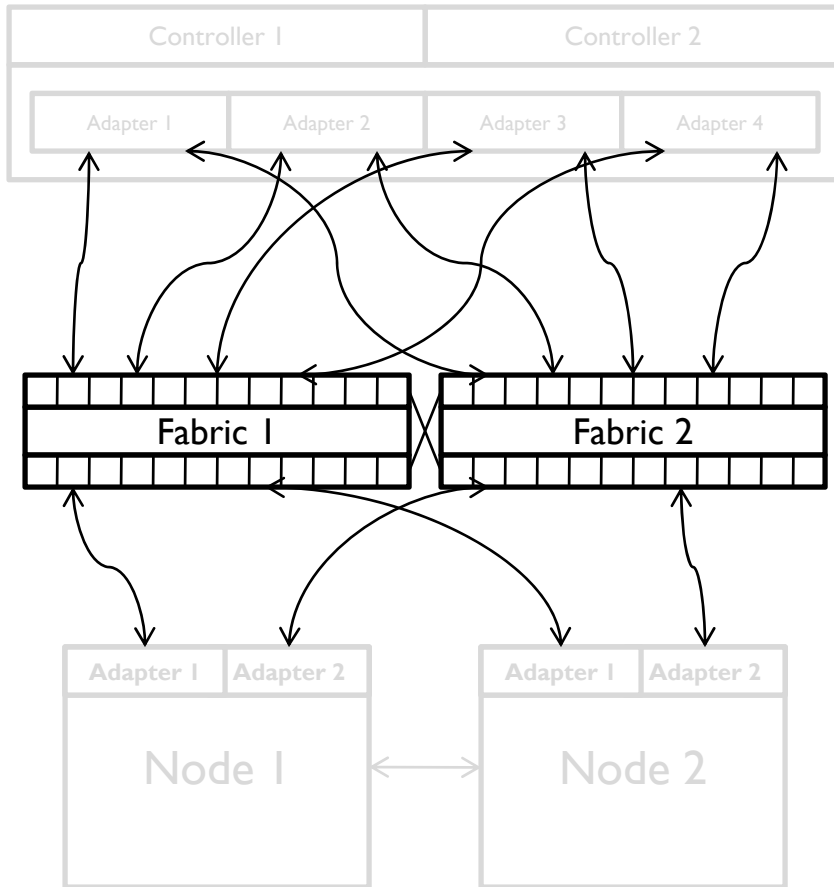 Controller 1 Controller 2
Adapter 1 Adapter 2 Adapter 3 Adapter 4
Fabric 1 Fabric 2
Adapter 1 Adapter 2 Adapter 1 Adapter 2
Node 1 Node 2